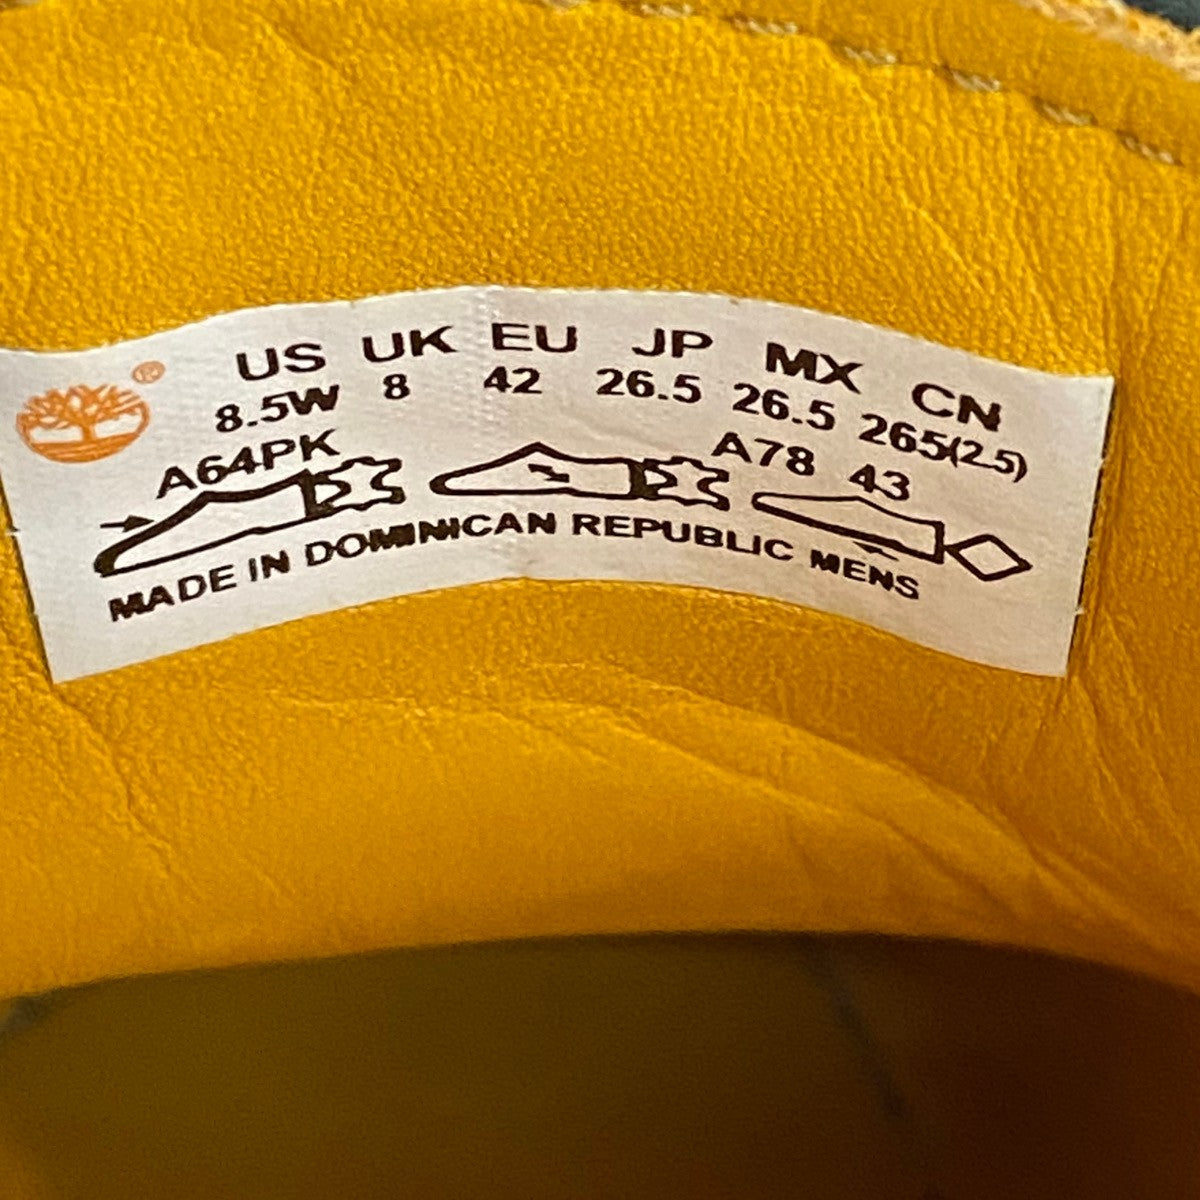 ®
US UK EU JP MX CN
8.5W 8 42 26.5 26.5 265(2.5)
A64PK A78 43
MADE IN DOMINICAN REPUBLIC MENS